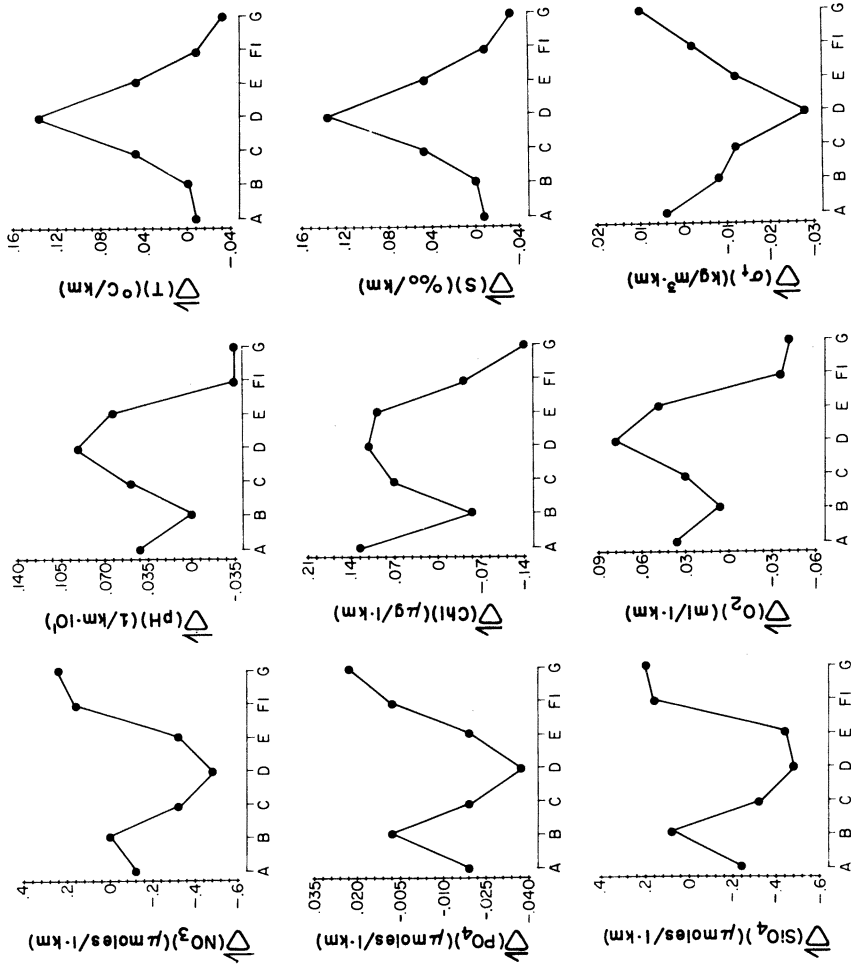 ∇(NO₃)(μmoles/l·km)
.4
.2
0
-.2
-.4
-.6
A B C D E F1 G
∇(pH)(1/km·10¹)
.140
.105
.070
.035
0
-.035
A B C D E F1 G
∇(T)(°C/km)
.16
.12
.08
.04
0
-.04
A B C D E F1 G
∇(PO₄)(μmoles/l·km)
.035
-.005
-.025
-.040
A B C D E F1 G
∇(Chl)(μg/l·km)
.21
.14
.07
0
-.07
-.14
A B C D E F1 G
∇(S)(‰/km)
.16
.12
.08
.04
0
-.04
A B C D E F1 G
∇(SiO₄)(μmoles/l·km)
.4
.2
0
-.2
-.4
-.6
A B C D E F1 G
∇(O₂)(ml/l·km)
.09
.06
.03
0
-.03
-.06
A B C D E F1 G
∇(σt)(kg/m³·km)
.02
.01
0
-.01
-.02
-.03
A B C D E F1 G